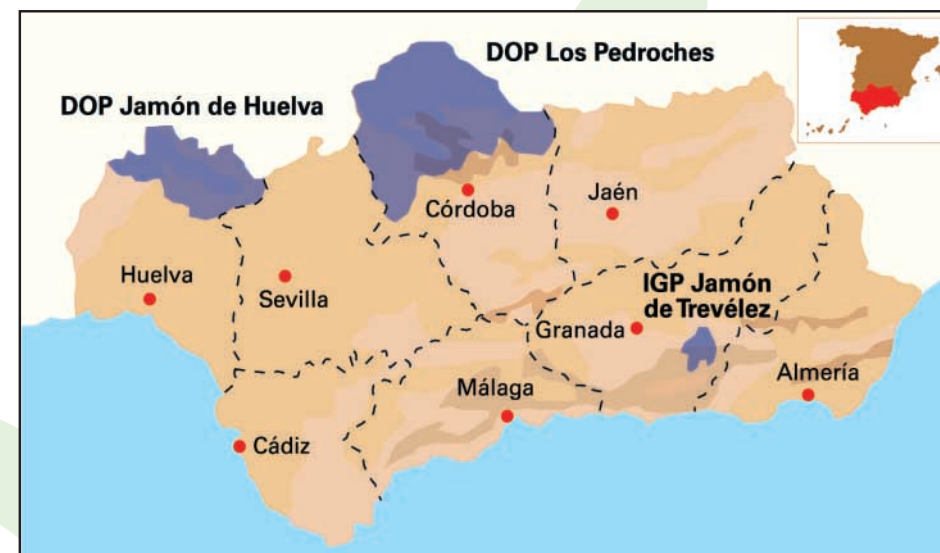 DOP Los Pedroches
DOP Jamón de Huelva
Córdoba
Jaén
Huelva
Sevilla
IGP Jamón
de Trevélez
Granada
Málaga
Almería
Cádiz